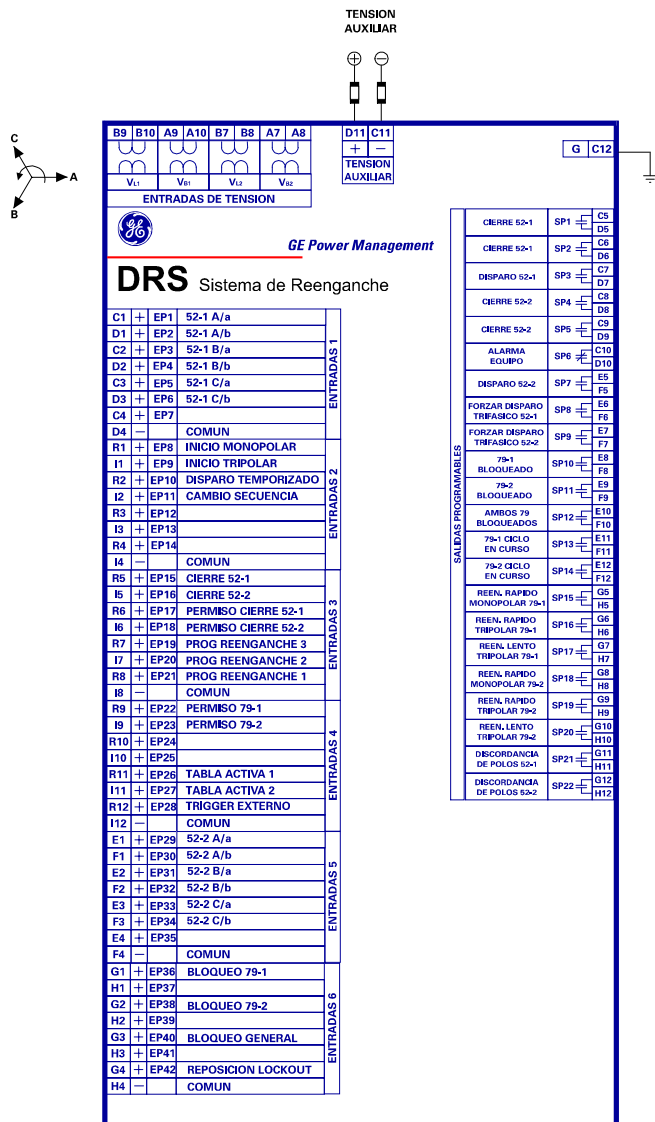 TENSION
AUXILIAR
C
A
B
B9 B10 A9 A10 B7 B8 A7 A8
D11 C11
+ −
TENSION
AUXILIAR
G C12
VL1 VB1 VL2 VB2
ENTRADAS DE TENSION
GE
GE Power Management
DRS Sistema de Reenganche
C1 + EP1 52-1 A/a
D1 + EP2 52-1 A/b
C2 + EP3 52-1 B/a
D2 + EP4 52-1 B/b
C3 + EP5 52-1 C/a
D3 + EP6 52-1 C/b
C4 + EP7
D4 − COMUN
ENTRADAS 1
R1 + EP8 INICIO MONOPOLAR
I1 + EP9 INICIO TRIPOLAR
R2 + EP10 DISPARO TEMPORIZADO
I2 + EP11 CAMBIO SECUENCIA
R3 + EP12
I3 + EP13
R4 + EP14
I4 − COMUN
ENTRADAS 2
R5 + EP15 CIERRE 52-1
I5 + EP16 CIERRE 52-2
R6 + EP17 PERMISO CIERRE 52-1
I6 + EP18 PERMISO CIERRE 52-2
R7 + EP19 PROG REENGANCHE 3
I7 + EP20 PROG REENGANCHE 2
R8 + EP21 PROG REENGANCHE 1
I8 − COMUN
ENTRADAS 3
R9 + EP22 PERMISO 79-1
I9 + EP23 PERMISO 79-2
R10 + EP24
I10 + EP25
R11 + EP26 TABLA ACTIVA 1
I11 + EP27 TABLA ACTIVA 2
R12 + EP28 TRIGGER EXTERNO
I12 − COMUN
ENTRADAS 4
E1 + EP29 52-2 A/a
F1 + EP30 52-2 A/b
E2 + EP31 52-2 B/a
F2 + EP32 52-2 B/b
E3 + EP33 52-2 C/a
F3 + EP34 52-2 C/b
E4 + EP35
F4 − COMUN
ENTRADAS 5
G1 + EP36 BLOQUEO 79-1
H1 + EP37
G2 + EP38 BLOQUEO 79-2
H2 + EP39
G3 + EP40 BLOQUEO GENERAL
H3 + EP41
G4 + EP42 REPOSICION LOCKOUT
H4 − COMUN
ENTRADAS 6
SALIDAS PROGRAMABLES
CIERRE 52-1 SP1 C5 D5
CIERRE 52-1 SP2 C6 D6
DISPARO 52-1 SP3 C7 D7
CIERRE 52-2 SP4 C8 D8
CIERRE 52-2 SP5 C9 D9
ALARMA
EQUIPO SP6 C10 D10
DISPARO 52-2 SP7 E5 F5
FORZAR DISPARO
TRIFASICO 52-1 SP8 E6 F6
FORZAR DISPARO
TRIFASICO 52-2 SP9 E7 F7
79-1
BLOQUEADO SP10 E8 F8
79-2
BLOQUEADO SP11 E9 F9
AMBOS 79
BLOQUEADOS SP12 E10 F10
79-1 CICLO
EN CURSO SP13 E11 F11
79-2 CICLO
EN CURSO SP14 E12 F12
REEN. RAPIDO
MONOPOLAR 79-1 SP15 G5 H5
REEN. RAPIDO
TRIPOLAR 79-1 SP16 G6 H6
REEN. LENTO
TRIPOLAR 79-1 SP17 G7 H7
REEN. RAPIDO
MONOPOLAR 79-2 SP18 G8 H8
REEN. RAPIDO
TRIPOLAR 79-2 SP19 G9 H9
REEN. LENTO
TRIPOLAR 79-2 SP20 G10 H10
DISCORDANCIA
DE POLOS 52-1 SP21 G11 H11
DISCORDANCIA
DE POLOS 52-2 SP22 G12 H12